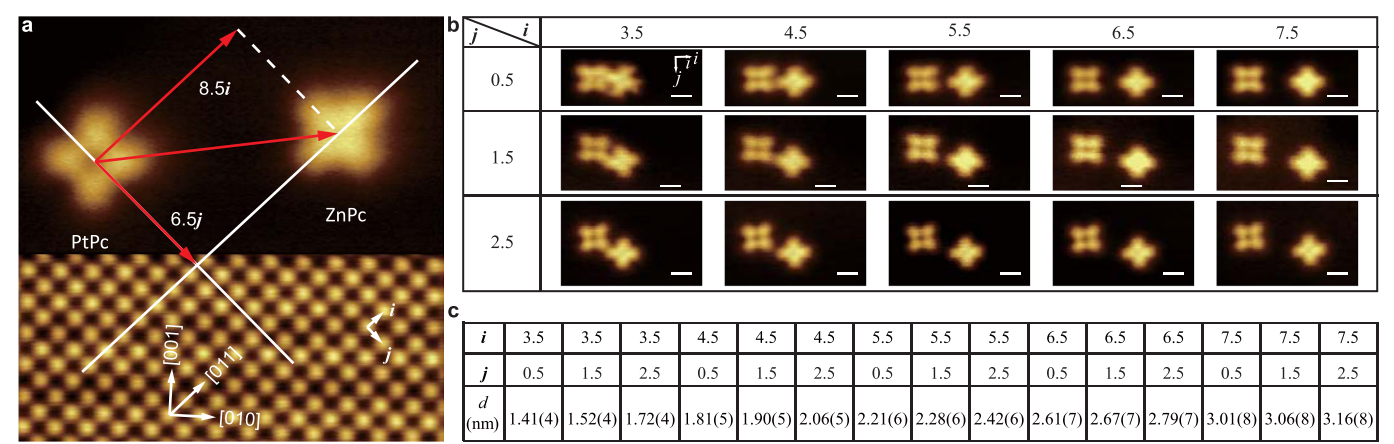 a
8.5i
6.5j
PtPc
ZnPc
i
j
[001]
[011]
[010]
b
j i 3.5 4.5 5.5 6.5 7.5
i
j
0.5
1.5
2.5
c
i 3.5 3.5 3.5 4.5 4.5 4.5 5.5 5.5 5.5 6.5 6.5 6.5 7.5 7.5 7.5
j 0.5 1.5 2.5 0.5 1.5 2.5 0.5 1.5 2.5 0.5 1.5 2.5 0.5 1.5 2.5
d
(nm) 1.41(4) 1.52(4) 1.72(4) 1.81(5) 1.90(5) 2.06(5) 2.21(6) 2.28(6) 2.42(6) 2.61(7) 2.67(7) 2.79(7) 3.01(8) 3.06(8) 3.16(8)